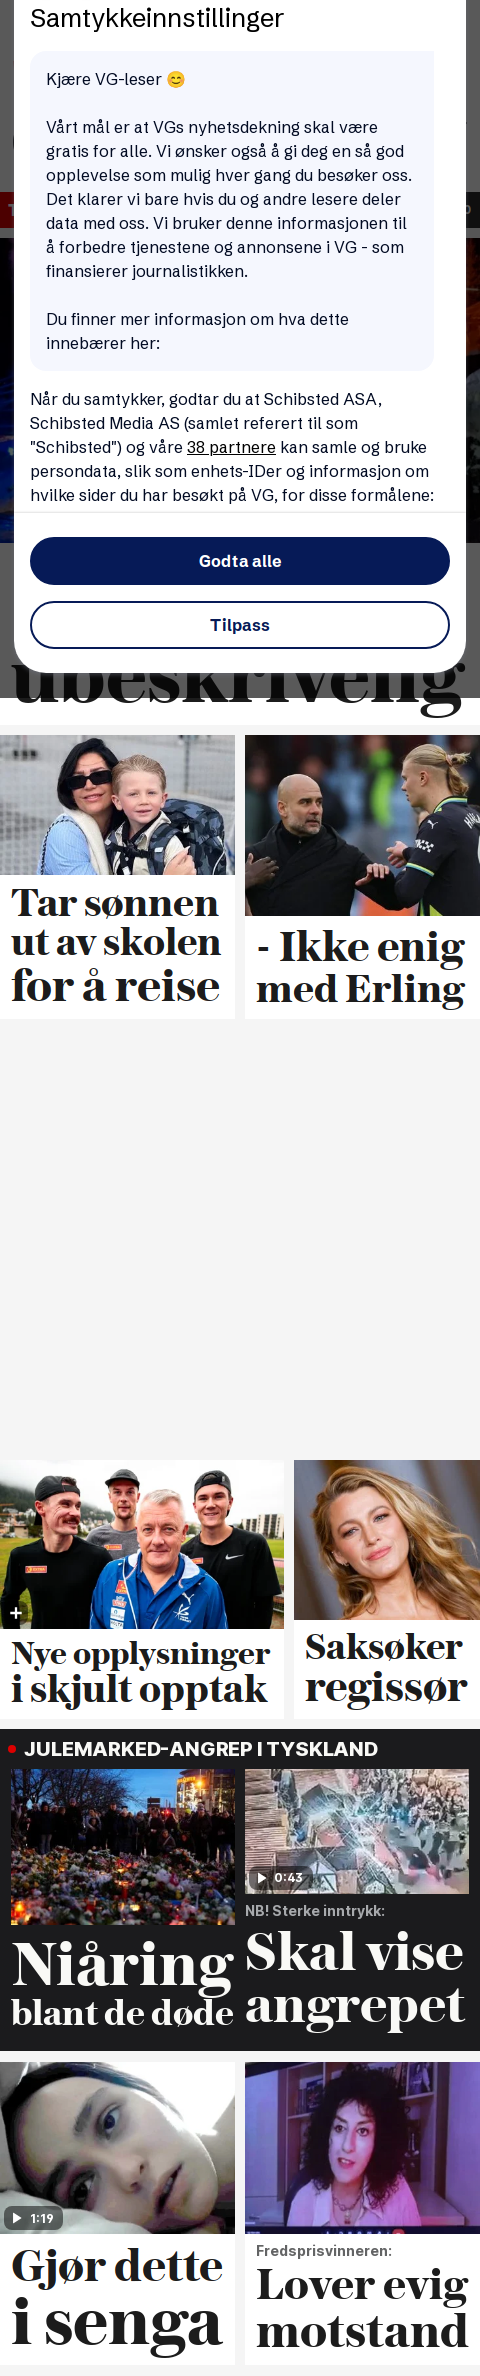 Samtykkeinnstillinger
Kjære VG-leser 😊
Vårt mål er at VGs nyhetsdekning skal være
gratis for alle. Vi ønsker også å gi deg en så god
opplevelse som mulig hver gang du besøker oss.
Det klarer vi bare hvis du og andre lesere deler
data med oss. Vi bruker denne informasjonen til
å forbedre tjenestene og annonsene i VG - som
finansierer journalistikken.
Du finner mer informasjon om hva dette
innebærer her:
Når du samtykker, godtar du at Schibsted ASA,
Schibsted Media AS (samlet referert til som
"Schibsted") og våre 38 partnere kan samle og bruke
persondata, slik som enhets-IDer og informasjon om
hvilke sider du har besøkt på VG, for disse formålene:
Godta alle
Tilpass
ubeskrivelig
Tar sønnen
ut av skolen
for å reise
- Ikke enig
med Erling
Nye opplysninger
i skjult opptak
Saksøker
regissør
JULEMARKED-ANGREP I TYSKLAND
0:43
NB! Sterke inntrykk:
Niåring
blant de døde
Skal vise
angrepet
1:19
Gjør dette
i senga
Fredsprisvinneren:
Lover evig
motstand